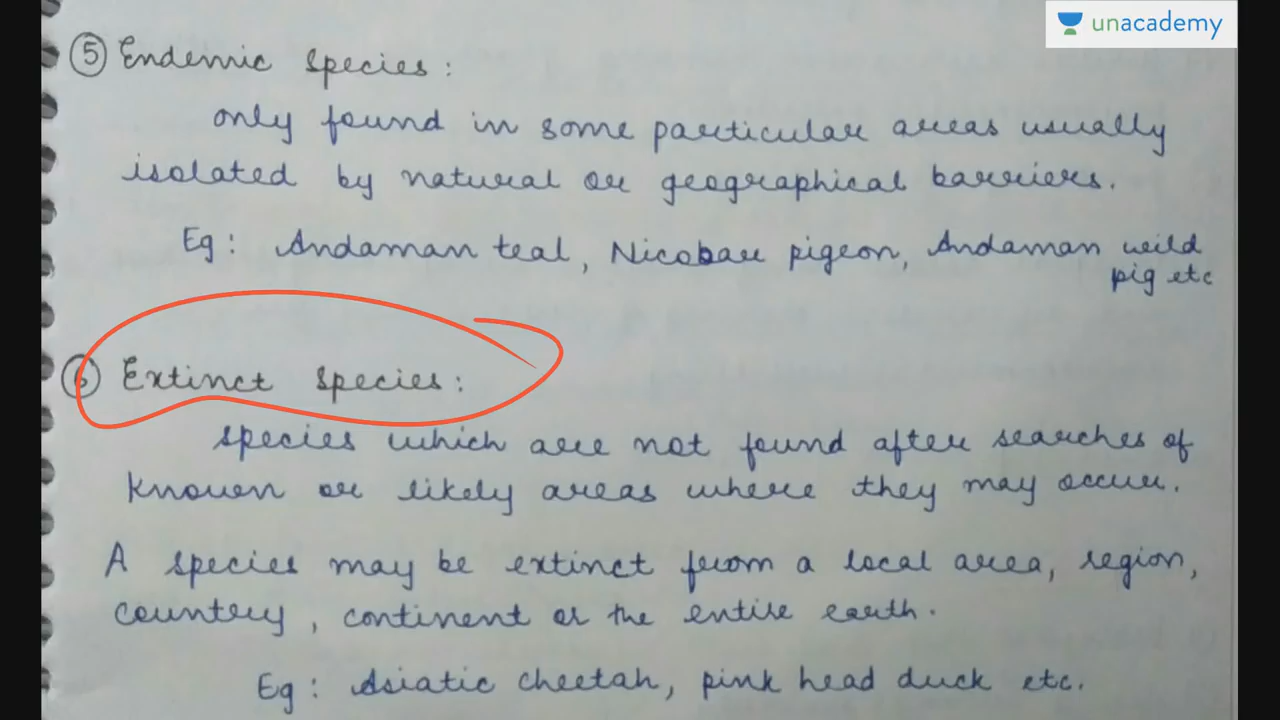 unacademy
5 Endemic species:
only found in some particular areas usually
isolated by natural or geographical barriers.
Eg: Andaman teal, Nicobar pigeon, Andaman wild
pig etc
6 Extinct species:
species which are not found after searches of
known or likely areas where they may occur.
A species may be extinct from a local area, region,
country, continent or the entire earth.
Eg: Asiatic cheetah, pink head duck etc.